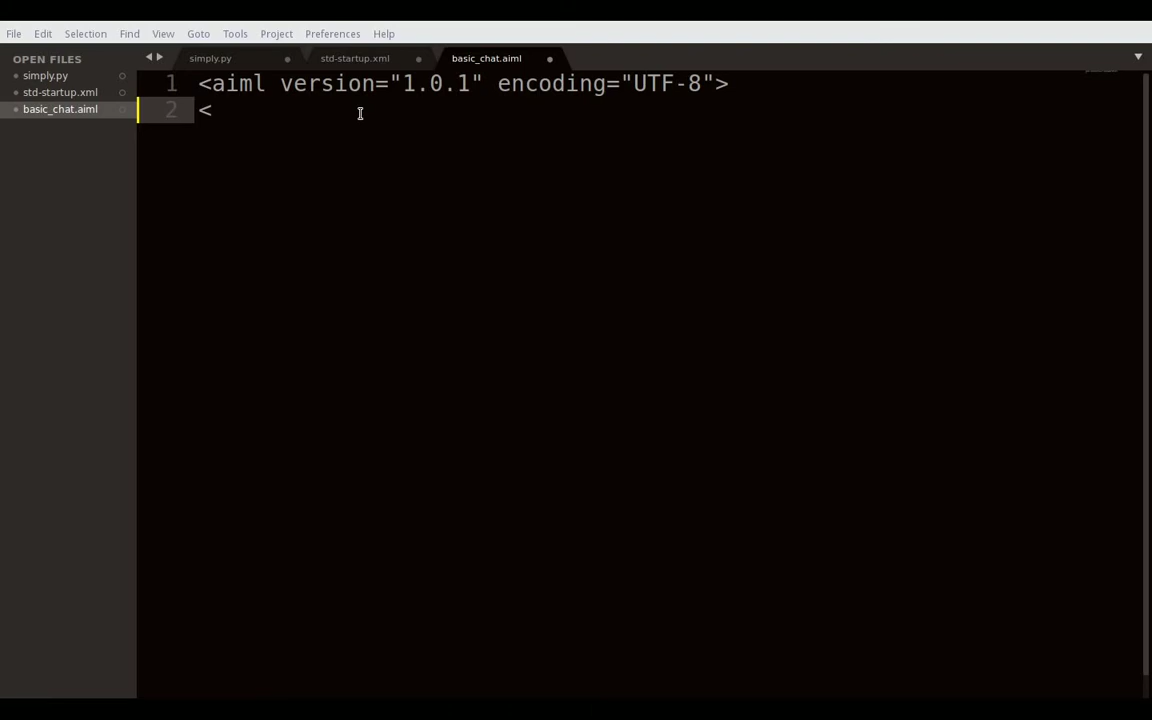 File Edit Selection Find View Goto Tools Project Preferences Help
OPEN FILES
simply.py
std-startup.xml
basic_chat.aiml
simply.py std-startup.xml basic_chat.aiml
1 <aiml version="1.0.1" encoding="UTF-8">
2 <